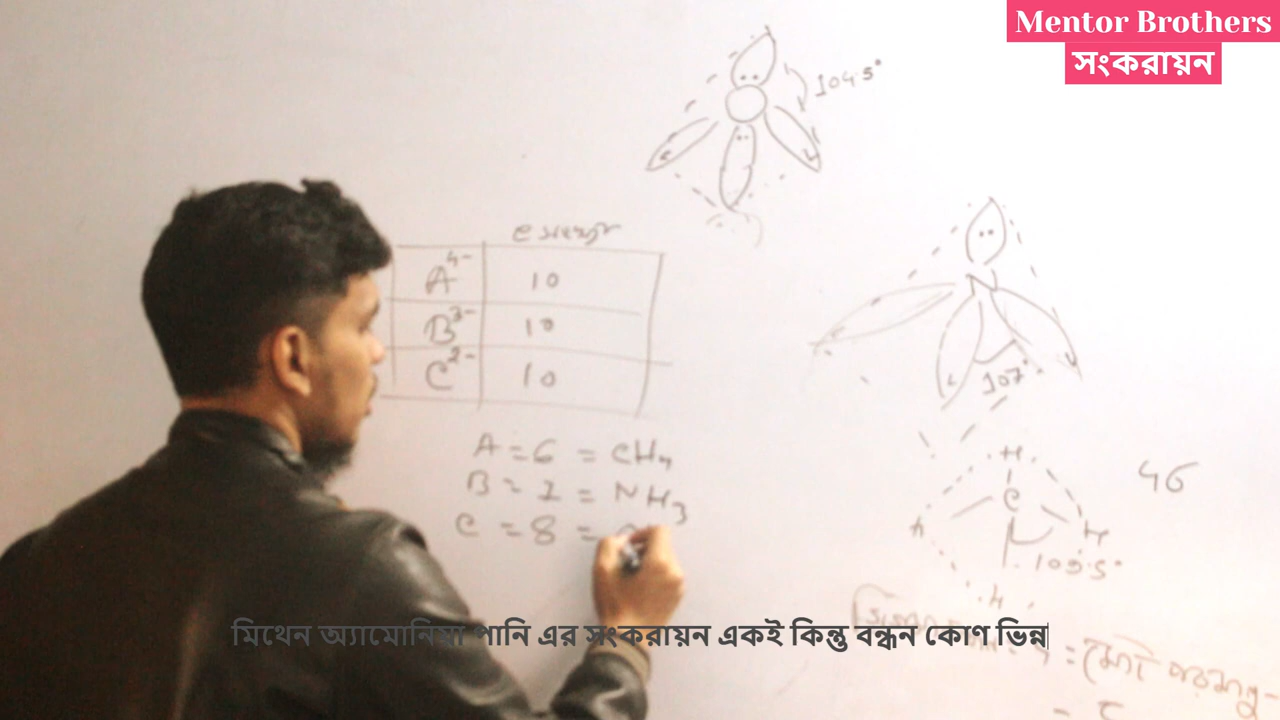 Mentor Brothers
সংকরায়ন
104.5°
e সংখ্যা
A⁴⁻ 10
B³⁻ 10
C²⁻ 10
107°
A = 6 = CH₄
B = 7 = NH₃
C = 8 =
H
C
H H
109.5°
H
46
মিথেন অ্যামোনিয়া পানি এর সংকরায়ন একই কিন্তু বন্ধন কোণ ভিন্ন
= মোট পরমাণু -